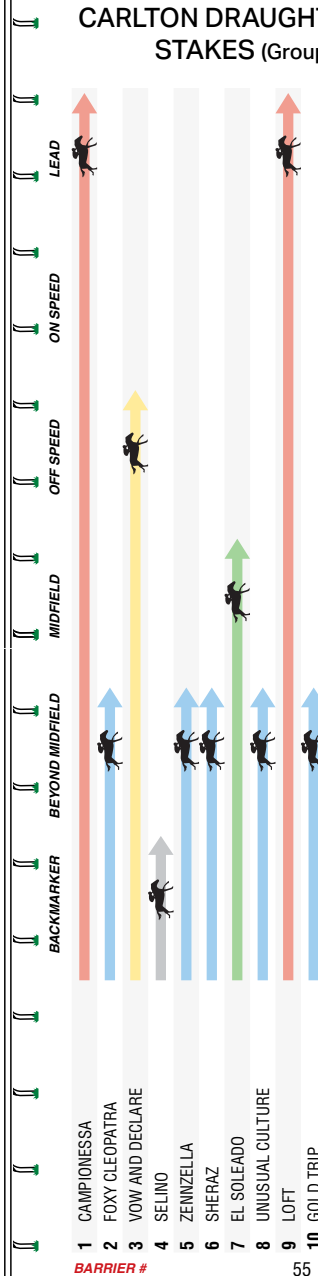 CARLTON DRAUGHT
STAKES (Group
LEAD
ON SPEED
OFF SPEED
MIDFIELD
BEYOND MIDFIELD
BACKMARKER
1 CAMPIONESSA
2 FOXY CLEOPATRA
3 VOW AND DECLARE
4 SELINO
5 ZENNZELLA
6 SHERAZ
7 EL SOLEADO
8 UNUSUAL CULTURE
9 LOFT
10 GOLD TRIP
BARRIER #
55